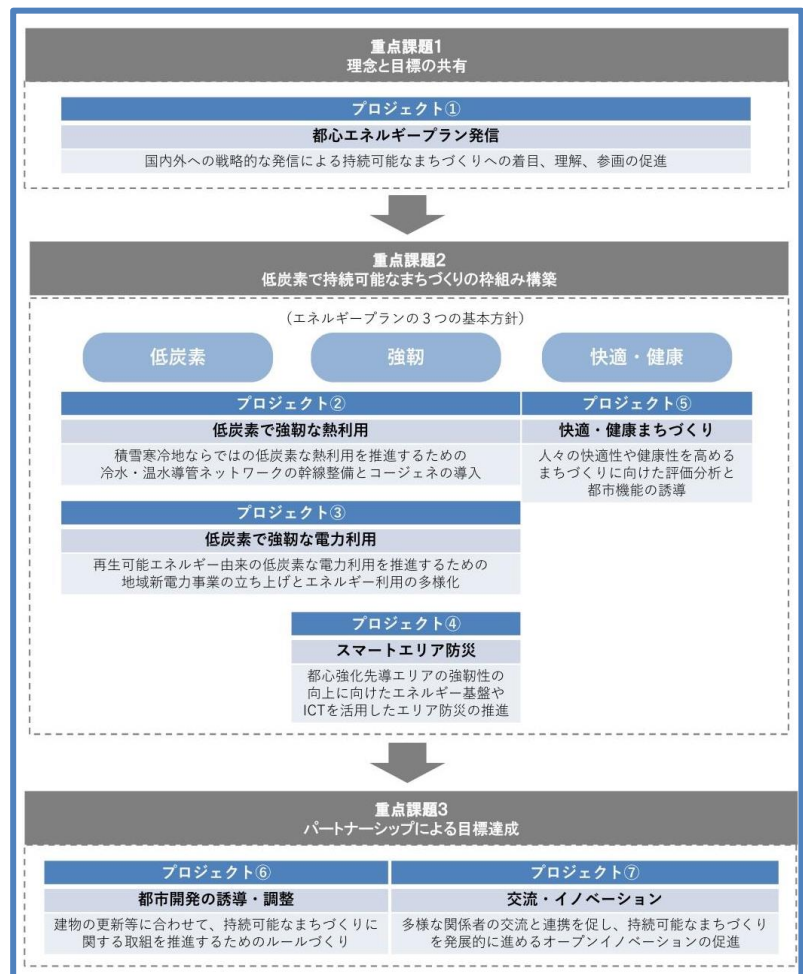 重点課題1
理念と目標の共有
プロジェクト①
都心エネルギープラン発信
国内外への戦略的な発信による持続可能なまちづくりへの着目、理解、参画の促進
重点課題2
低炭素で持続可能なまちづくりの枠組み構築
（エネルギープランの３つの基本方針）
低炭素
強靭
快適・健康
プロジェクト②
低炭素で強靭な熱利用
積雪寒冷地ならではの低炭素な熱利用を推進するための
冷水・温水導管ネットワークの幹線整備とコージェネの導入
プロジェクト⑤
快適・健康まちづくり
人々の快適性や健康性を高める
まちづくりに向けた評価分析と
都市機能の誘導
プロジェクト③
低炭素で強靭な電力利用
再生可能エネルギー由来の低炭素な電力利用を推進するための
地域新電力事業の立ち上げとエネルギー利用の多様化
プロジェクト④
スマートエリア防災
都心強化先導エリアの強靭性の
向上に向けたエネルギー基盤や
ICTを活用したエリア防災の推進
重点課題3
パートナーシップによる目標達成
プロジェクト⑥
都市開発の誘導・調整
建物の更新等に合わせて、持続可能なまちづくりに
関する取組を推進するためのルールづくり
プロジェクト⑦
交流・イノベーション
多様な関係者の交流と連携を促し、持続可能なまちづくり
を発展的に進めるオープンイノベーションの促進